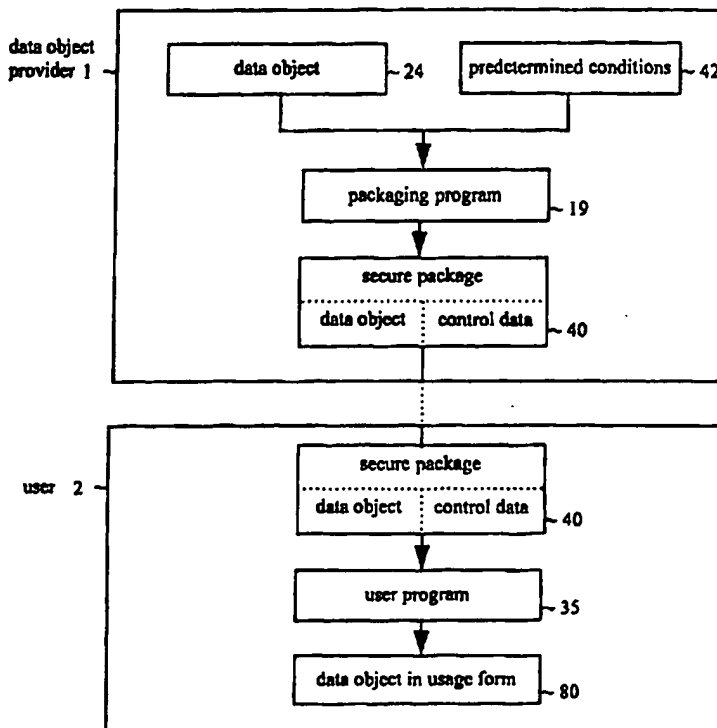 data object
provider 1
data object
24
predetermined conditions
42
packaging program
19
secure package
data object
control data
40
user 2
secure package
data object
control data
40
user program
35
data object in usage form
80